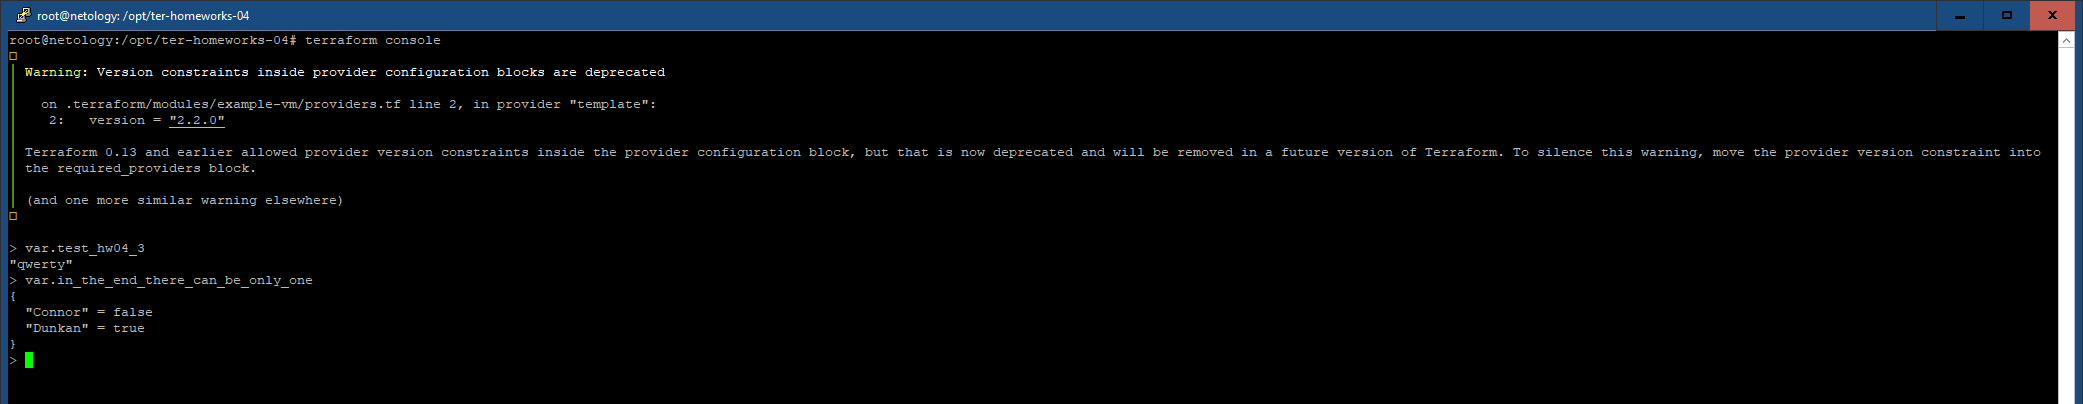 root@netology: /opt/ter-homeworks-04
root@netology:/opt/ter-homeworks-04# terraform console
Warning: Version constraints inside provider configuration blocks are deprecated
on .terraform/modules/example-vm/providers.tf line 2, in provider "template":
2:   version = "2.2.0"
Terraform 0.13 and earlier allowed provider version constraints inside the provider configuration block, but that is now deprecated and will be removed in a future version of Terraform. To silence this warning, move the provider version constraint into
the required_providers block.
(and one more similar warning elsewhere)
> var.test_hw04_3
"qwerty"
> var.in_the_end_there_can_be_only_one
{
  "Connor" = false
  "Dunkan" = true
}
>